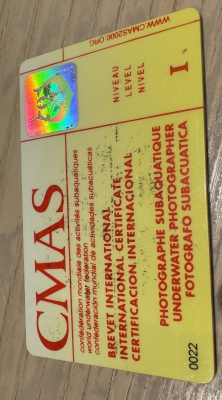 CMAS
confédération mondiale des activités subaquatiques
world underwater federation
confederación mundial de actividades subacuáticas
WWW.CMAS2000.ORG
NIVEAU
LEVEL
NIVEL
I
BREVET INTERNATIONAL
INTERNATIONAL CERTIFICATE
CERTIFICACION INTERNACIONAL
PHOTOGRAPHE SUBAQUATIQUE
UNDERWATER PHOTOGRAPHER
FOTOGRAFO SUBACUATICA
0022